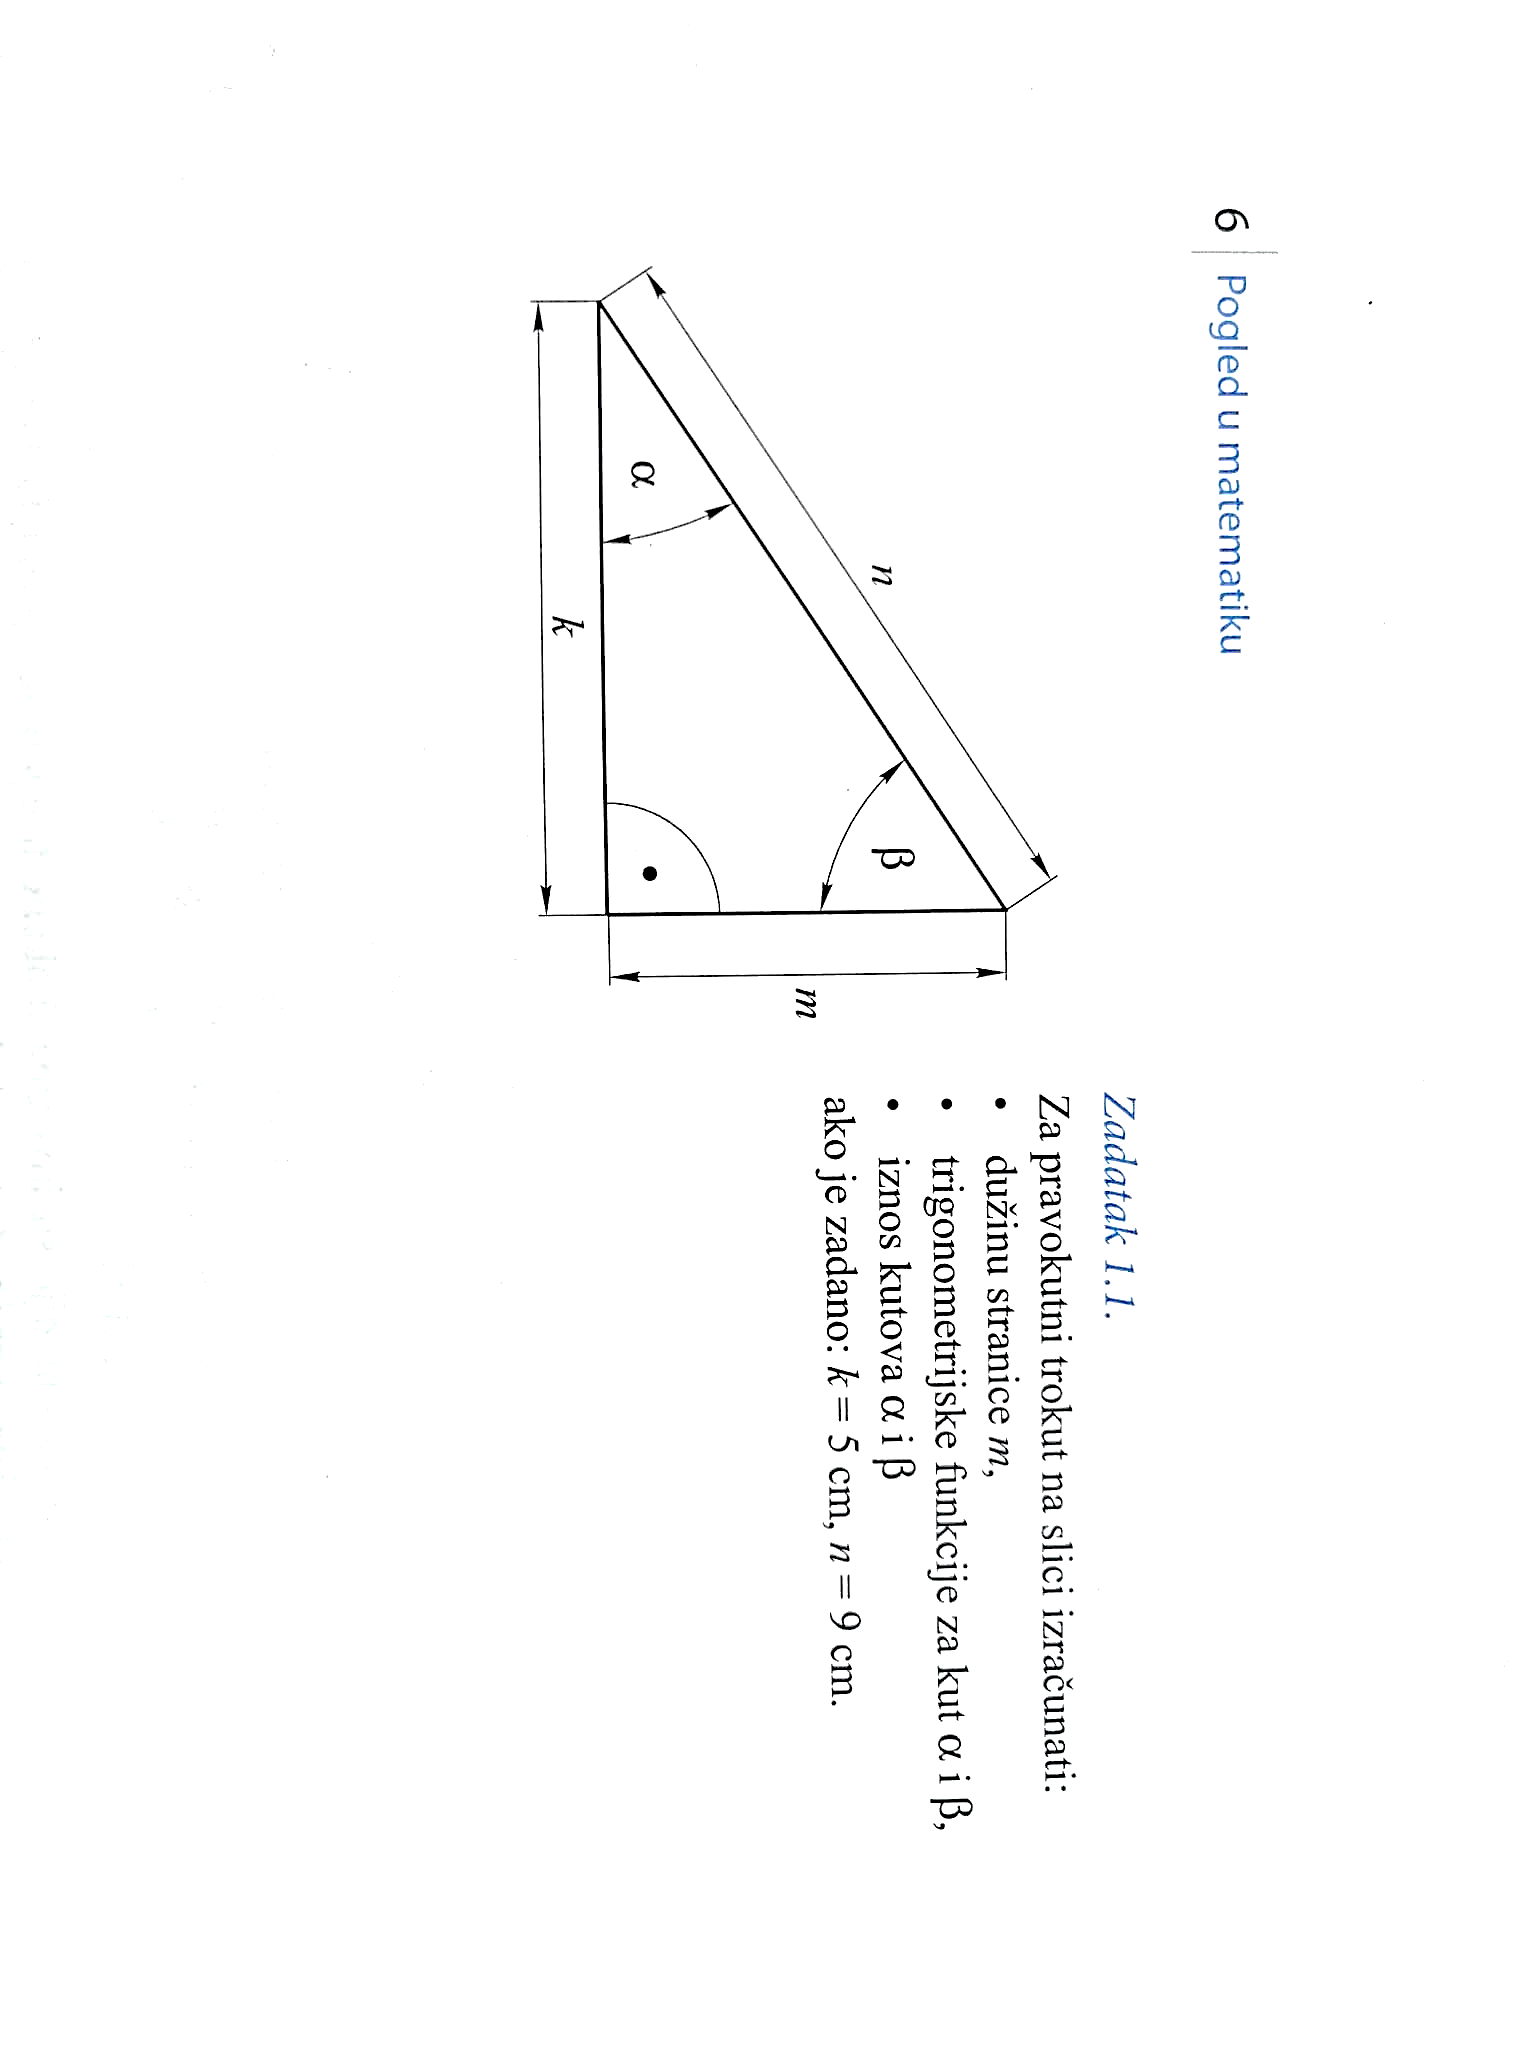 6 | Pogled u matematiku
n
α
β
k
m
Zadatak 1.1.
Za pravokutni trokut na slici izračunati:
• dužinu stranice m,
• trigonometrijske funkcije za kut α i β,
• iznos kutova α i β
ako je zadano: k = 5 cm, n = 9 cm.